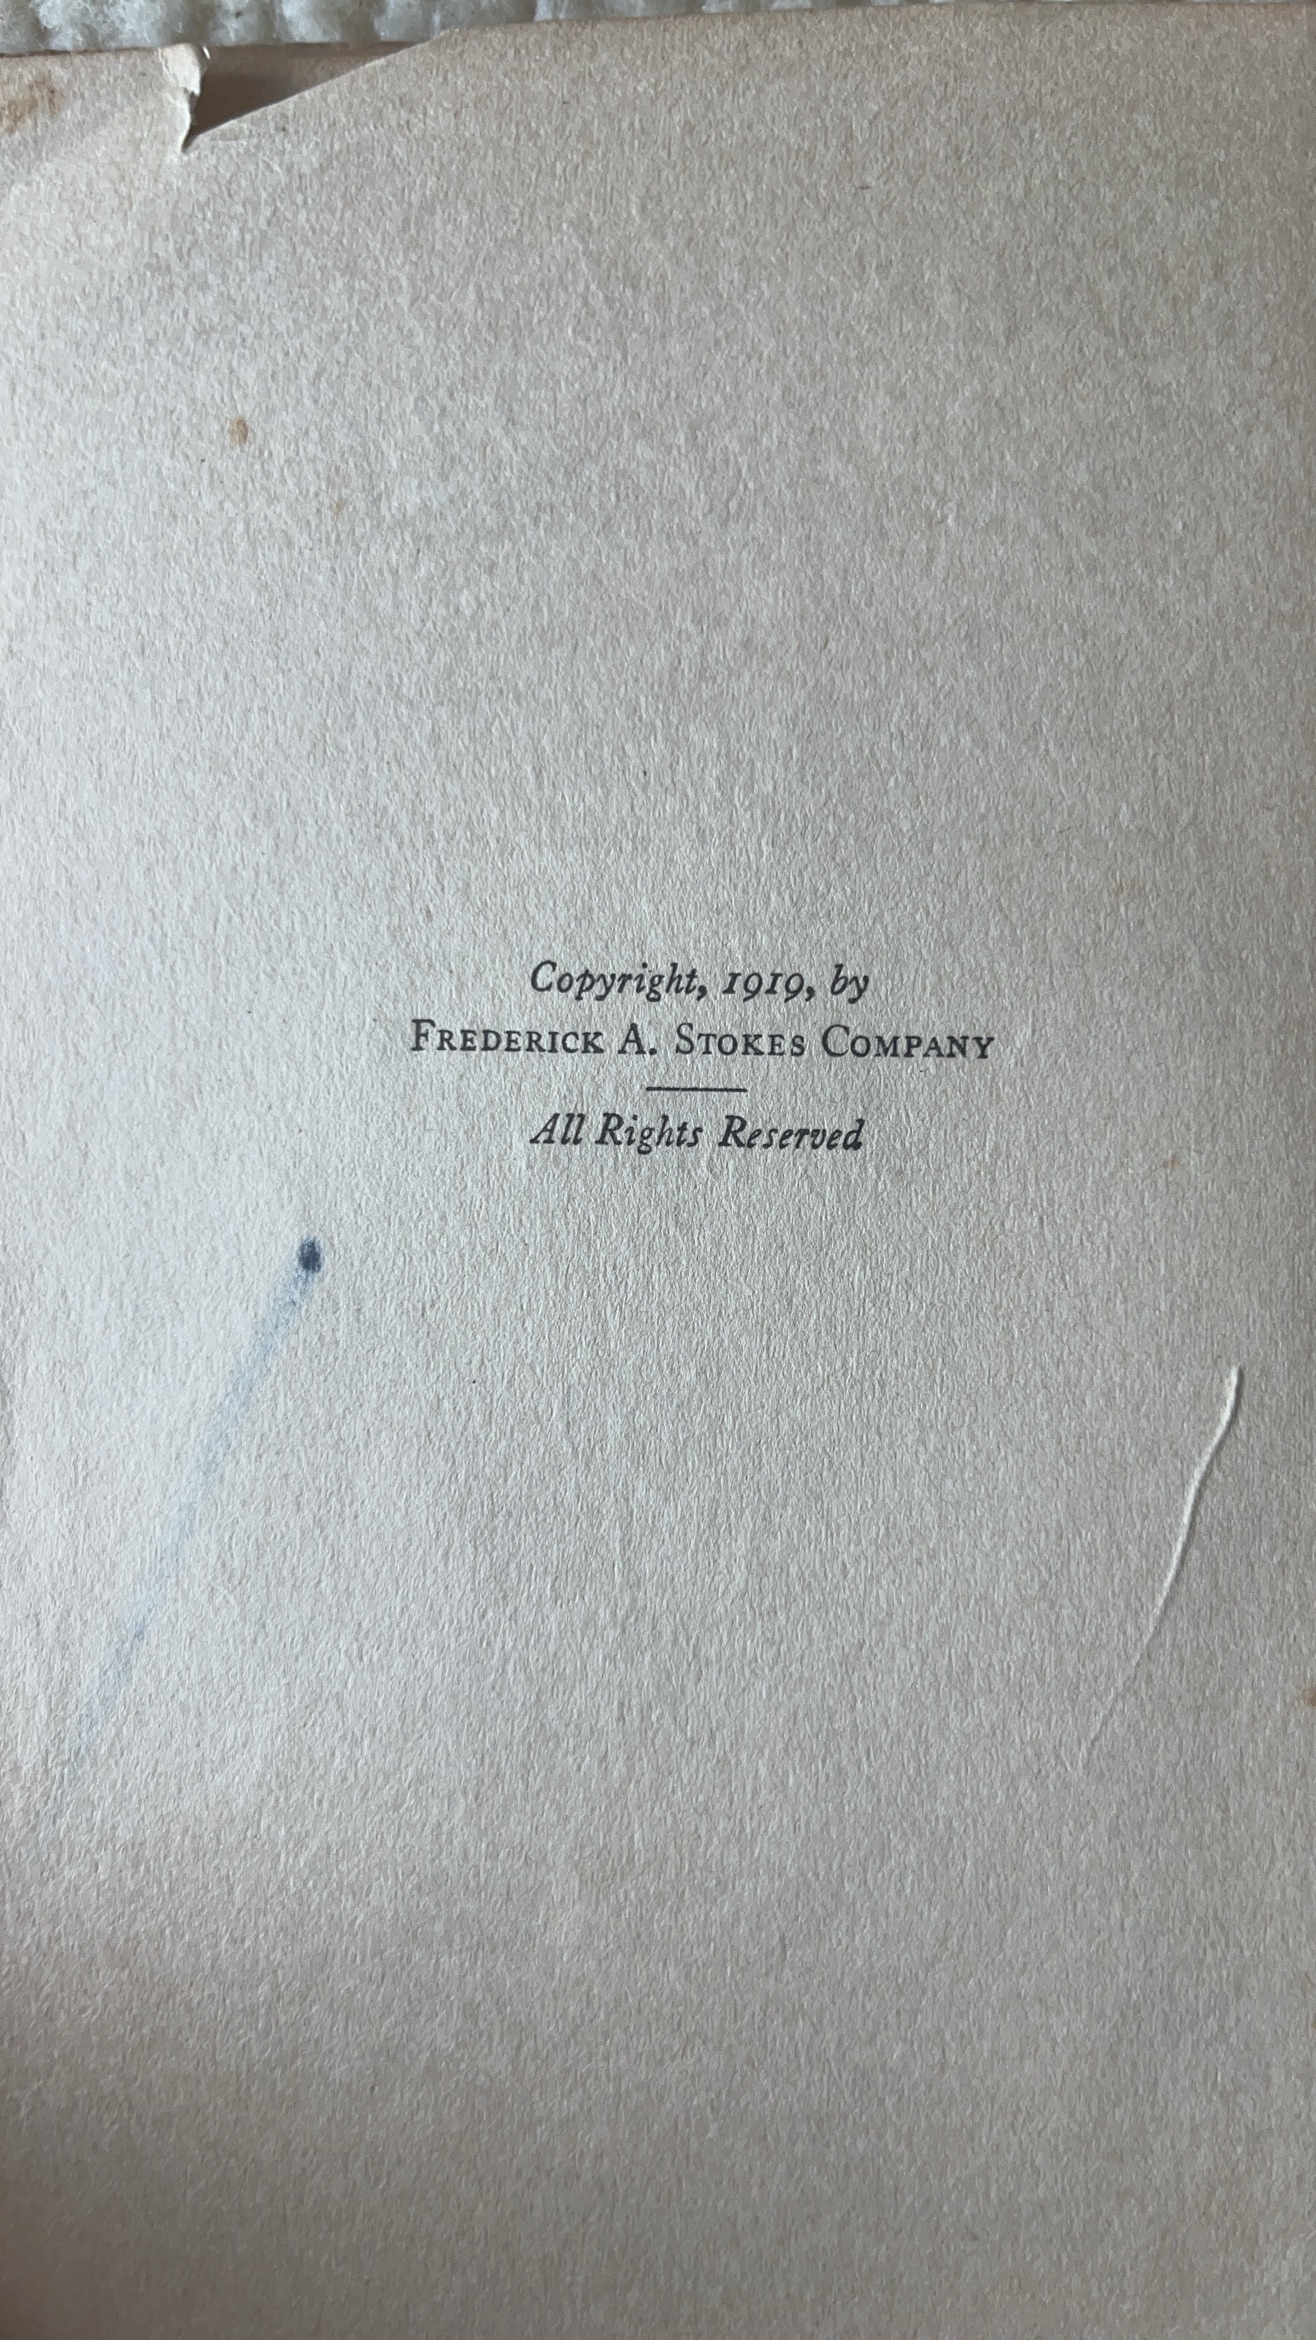 Copyright, 1919, by
FREDERICK A. STOKES COMPANY
All Rights Reserved